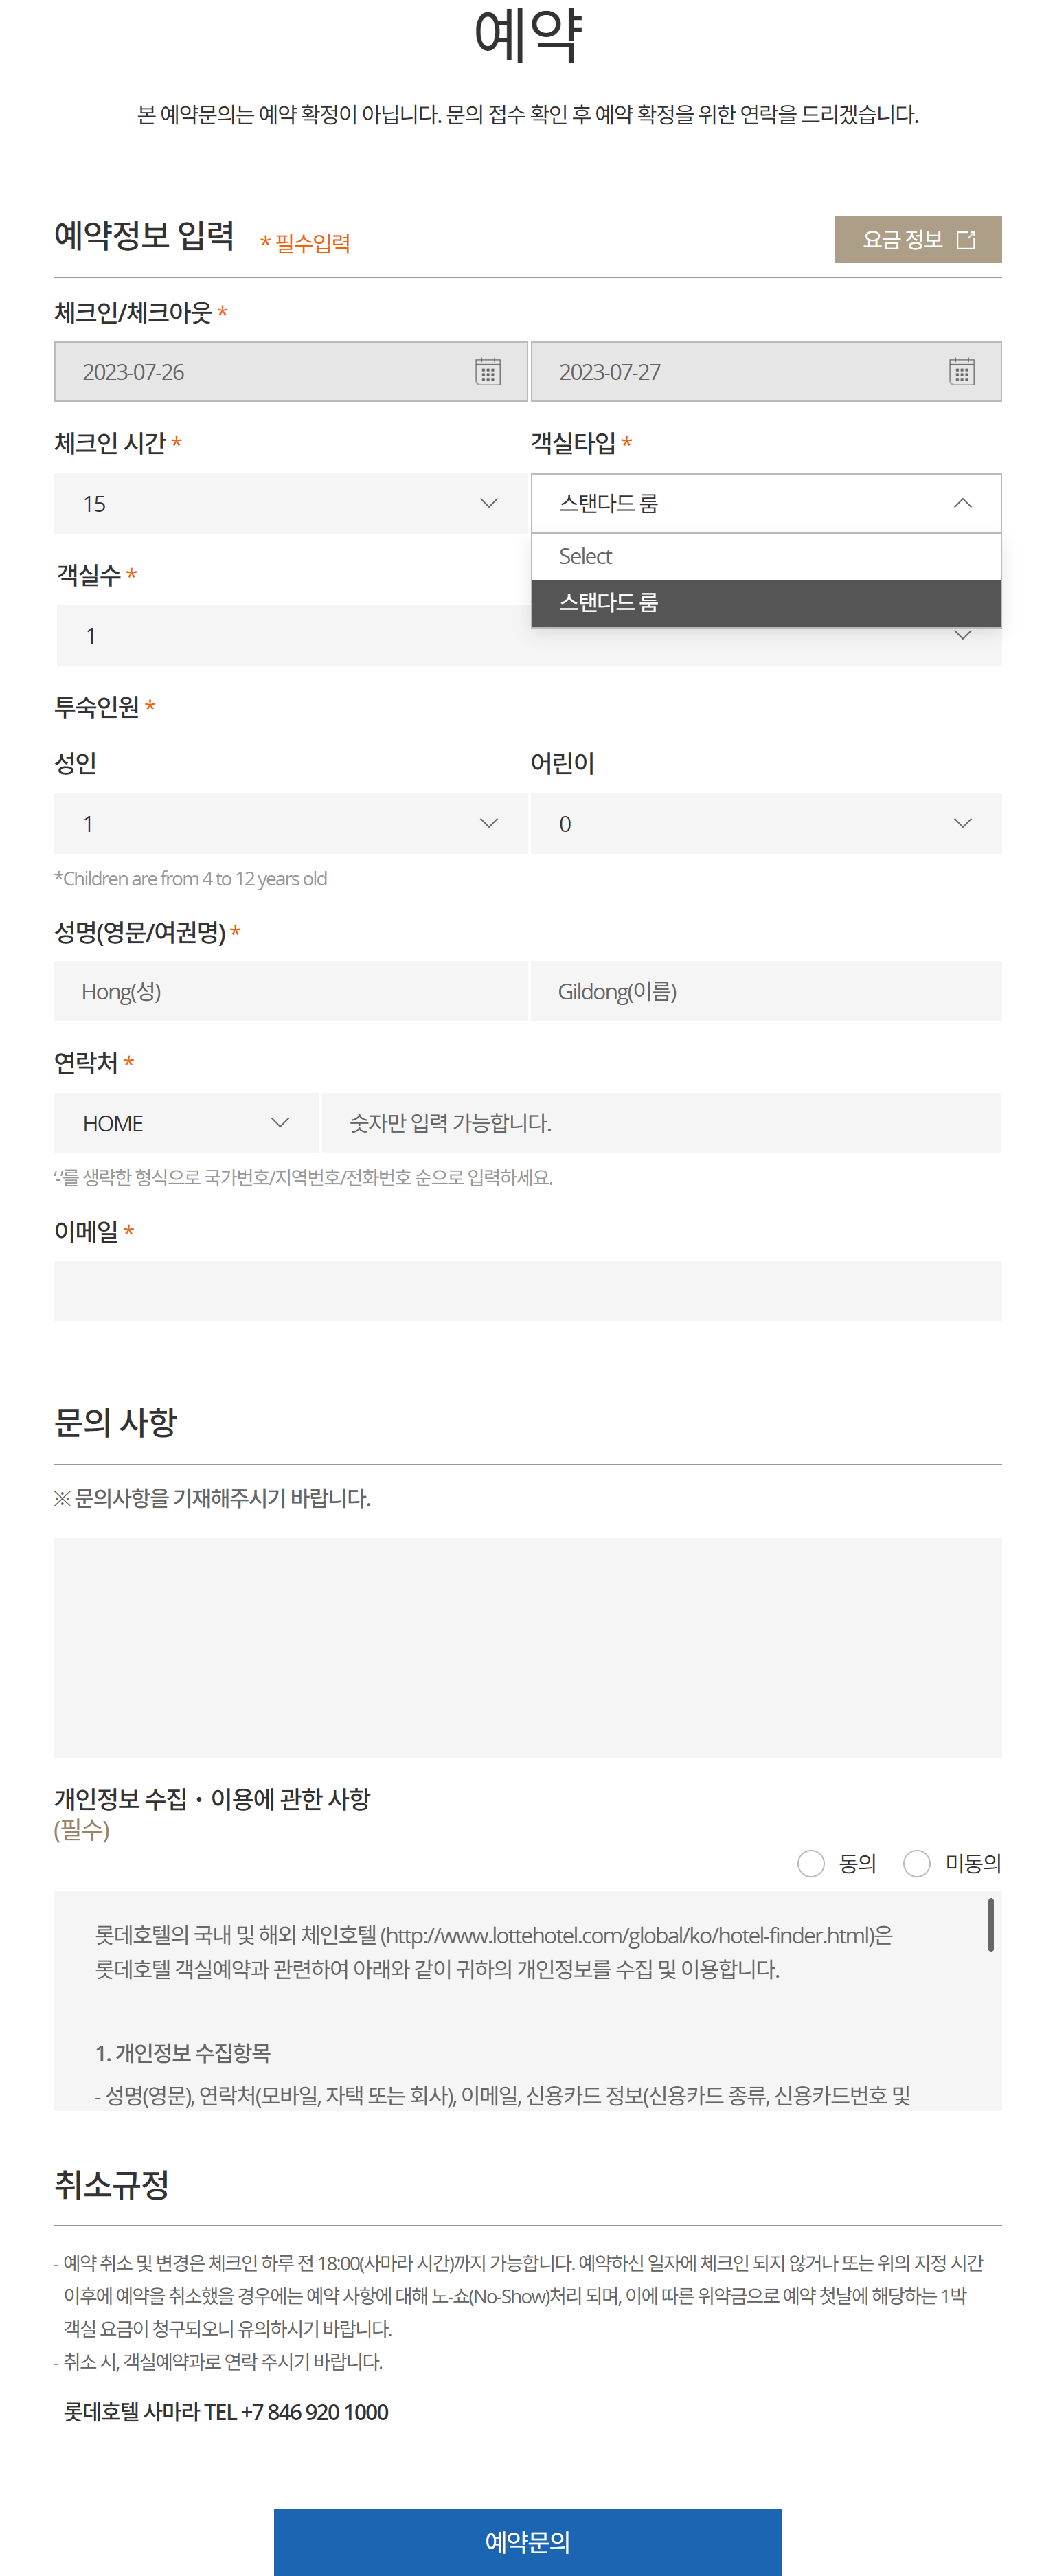 예약
본 예약문의는 예약 확정이 아닙니다. 문의 접수 확인 후 예약 확정을 위한 연락을 드리겠습니다.
예약정보 입력 * 필수입력 요금 정보
체크인/체크아웃 *
2023-07-26 2023-07-27
체크인 시간 * 객실타입 *
15 스탠다드 룸
Select
객실수 *
스탠다드 룸
1
투숙인원 *
성인 어린이
1 0
*Children are from 4 to 12 years old
성명(영문/여권명) *
Hong(성) Gildong(이름)
연락처 *
HOME 숫자만 입력 가능합니다.
‘-’를 생략한 형식으로 국가번호/지역번호/전화번호 순으로 입력하세요.
이메일 *
문의 사항
※ 문의사항을 기재해주시기 바랍니다.
개인정보 수집・이용에 관한 사항
(필수)
동의 미동의
롯데호텔의 국내 및 해외 체인호텔 (http://www.lottehotel.com/global/ko/hotel-finder.html)은
롯데호텔 객실예약과 관련하여 아래와 같이 귀하의 개인정보를 수집 및 이용합니다.
1. 개인정보 수집항목
- 성명(영문), 연락처(모바일, 자택 또는 회사), 이메일, 신용카드 정보(신용카드 종류, 신용카드번호 및
취소규정
- 예약 취소 및 변경은 체크인 하루 전 18:00(사마라 시간)까지 가능합니다. 예약하신 일자에 체크인 되지 않거나 또는 위의 지정 시간
이후에 예약을 취소했을 경우에는 예약 사항에 대해 노-쇼(No-Show)처리 되며, 이에 따른 위약금으로 예약 첫날에 해당하는 1박
객실 요금이 청구되오니 유의하시기 바랍니다.
- 취소 시, 객실예약과로 연락 주시기 바랍니다.
롯데호텔 사마라 TEL +7 846 920 1000
예약문의